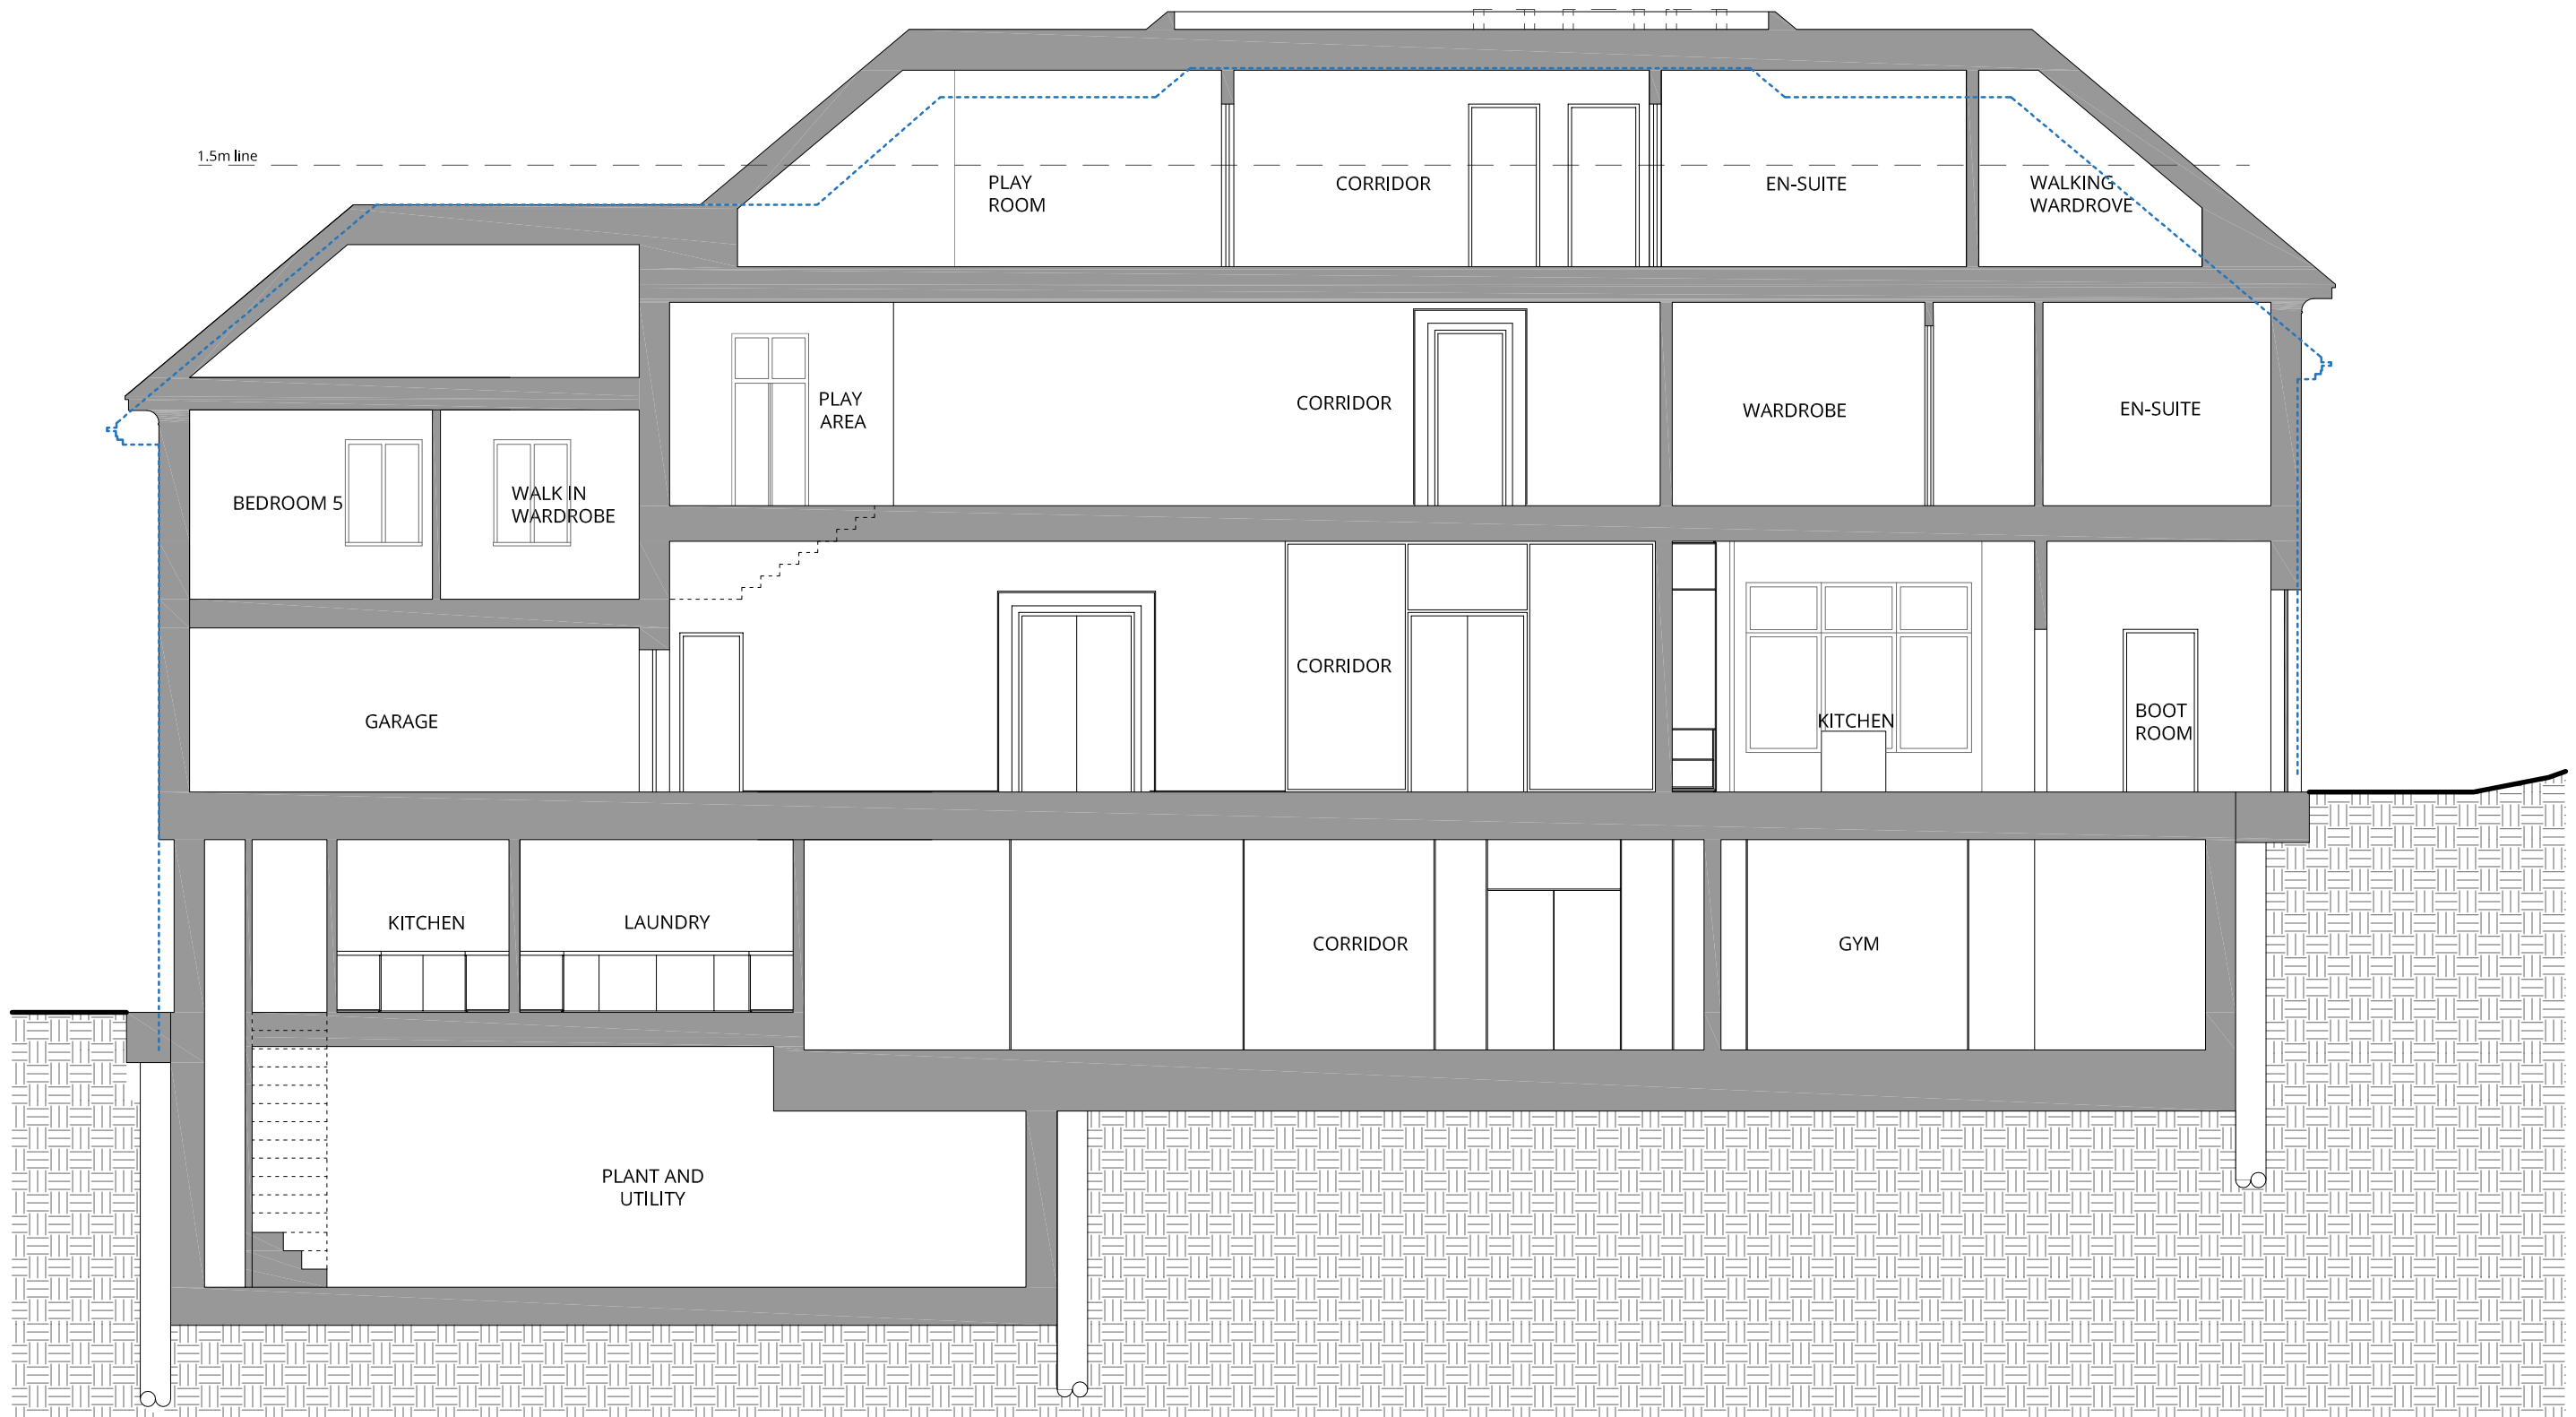 1.5m line
PLAY
ROOM
CORRIDOR
EN-SUITE
WALKING
WARDROVE
PLAY
AREA
CORRIDOR
WARDROBE
EN-SUITE
BEDROOM 5
WALK IN
WARDROBE
CORRIDOR
GARAGE
KITCHEN
BOOT
ROOM
KITCHEN
LAUNDRY
CORRIDOR
GYM
PLANT AND
UTILITY